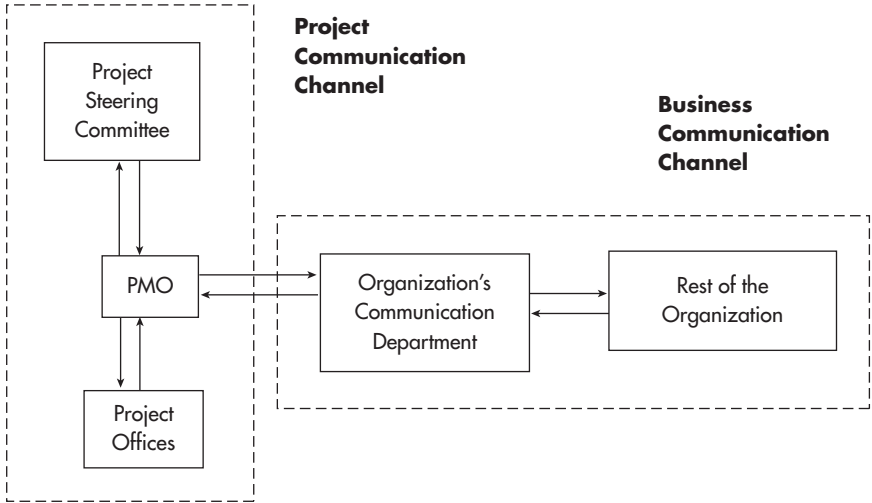 Project
Communication
Channel
Project
Steering
Committee
Business
Communication
Channel
PMO
Organization’s
Communication
Department
Rest of the
Organization
Project
Offices